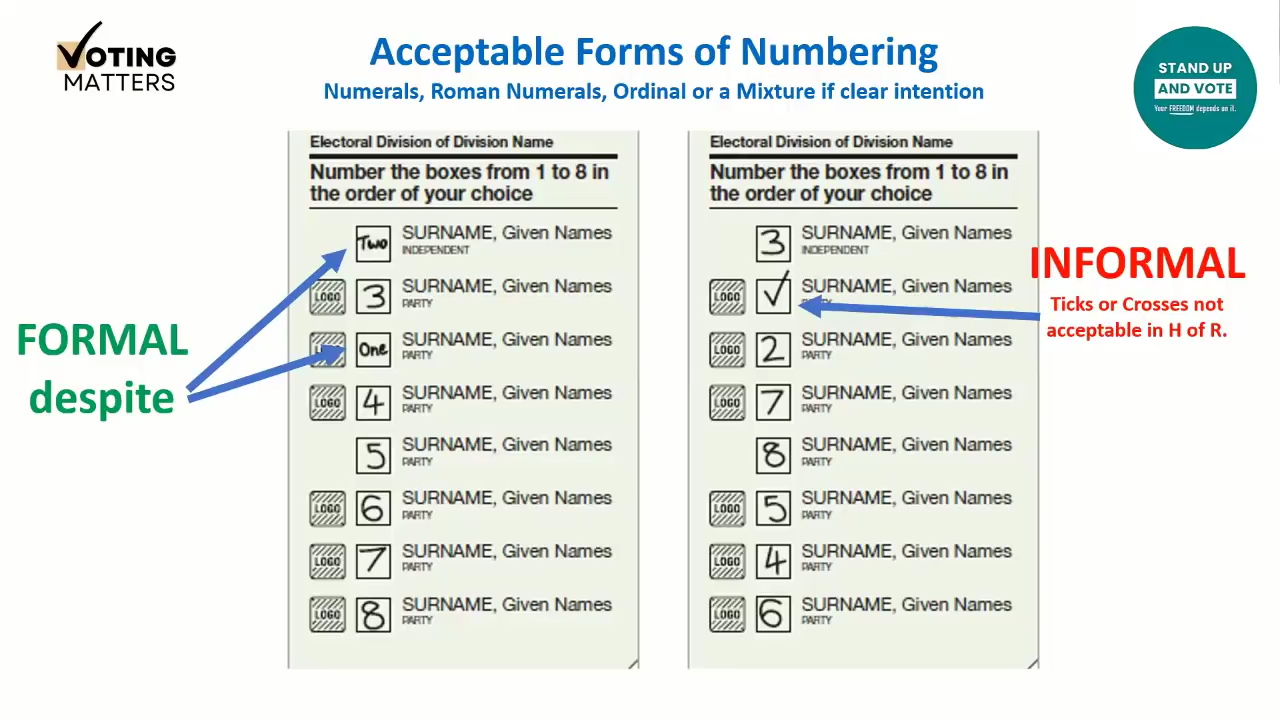 VOTING
MATTERS
Acceptable Forms of Numbering
Numerals, Roman Numerals, Ordinal or a Mixture if clear intention
STAND UP
AND VOTE
Your FREEDOM depends on it.
Electoral Division of Division Name
Number the boxes from 1 to 8 in
the order of your choice
Two SURNAME, Given Names
INDEPENDENT
LOGO 3 SURNAME, Given Names
PARTY
LOGO One SURNAME, Given Names
PARTY
LOGO 4 SURNAME, Given Names
PARTY
5 SURNAME, Given Names
PARTY
LOGO 6 SURNAME, Given Names
PARTY
LOGO 7 SURNAME, Given Names
PARTY
LOGO 8 SURNAME, Given Names
PARTY
FORMAL
despite
Electoral Division of Division Name
Number the boxes from 1 to 8 in
the order of your choice
3 SURNAME, Given Names
INDEPENDENT
LOGO ✓ SURNAME, Given Names
PARTY
LOGO 2 SURNAME, Given Names
PARTY
LOGO 7 SURNAME, Given Names
PARTY
8 SURNAME, Given Names
PARTY
LOGO 5 SURNAME, Given Names
PARTY
LOGO 4 SURNAME, Given Names
PARTY
LOGO 6 SURNAME, Given Names
PARTY
INFORMAL
Ticks or Crosses not
acceptable in H of R.